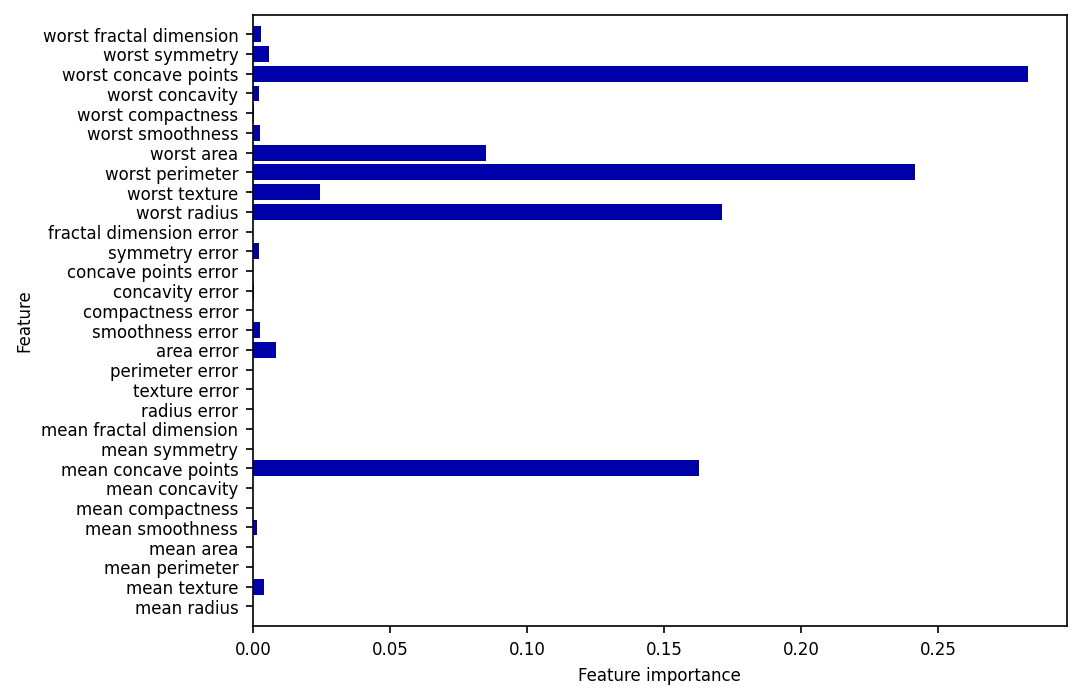 worst fractal dimension
worst symmetry
worst concave points
worst concavity
worst compactness
worst smoothness
worst area
worst perimeter
worst texture
worst radius
fractal dimension error
symmetry error
concave points error
concavity error
compactness error
smoothness error
area error
perimeter error
texture error
radius error
mean fractal dimension
mean symmetry
mean concave points
mean concavity
mean compactness
mean smoothness
mean area
mean perimeter
mean texture
mean radius
Feature
0.00 0.05 0.10 0.15 0.20 0.25
Feature importance